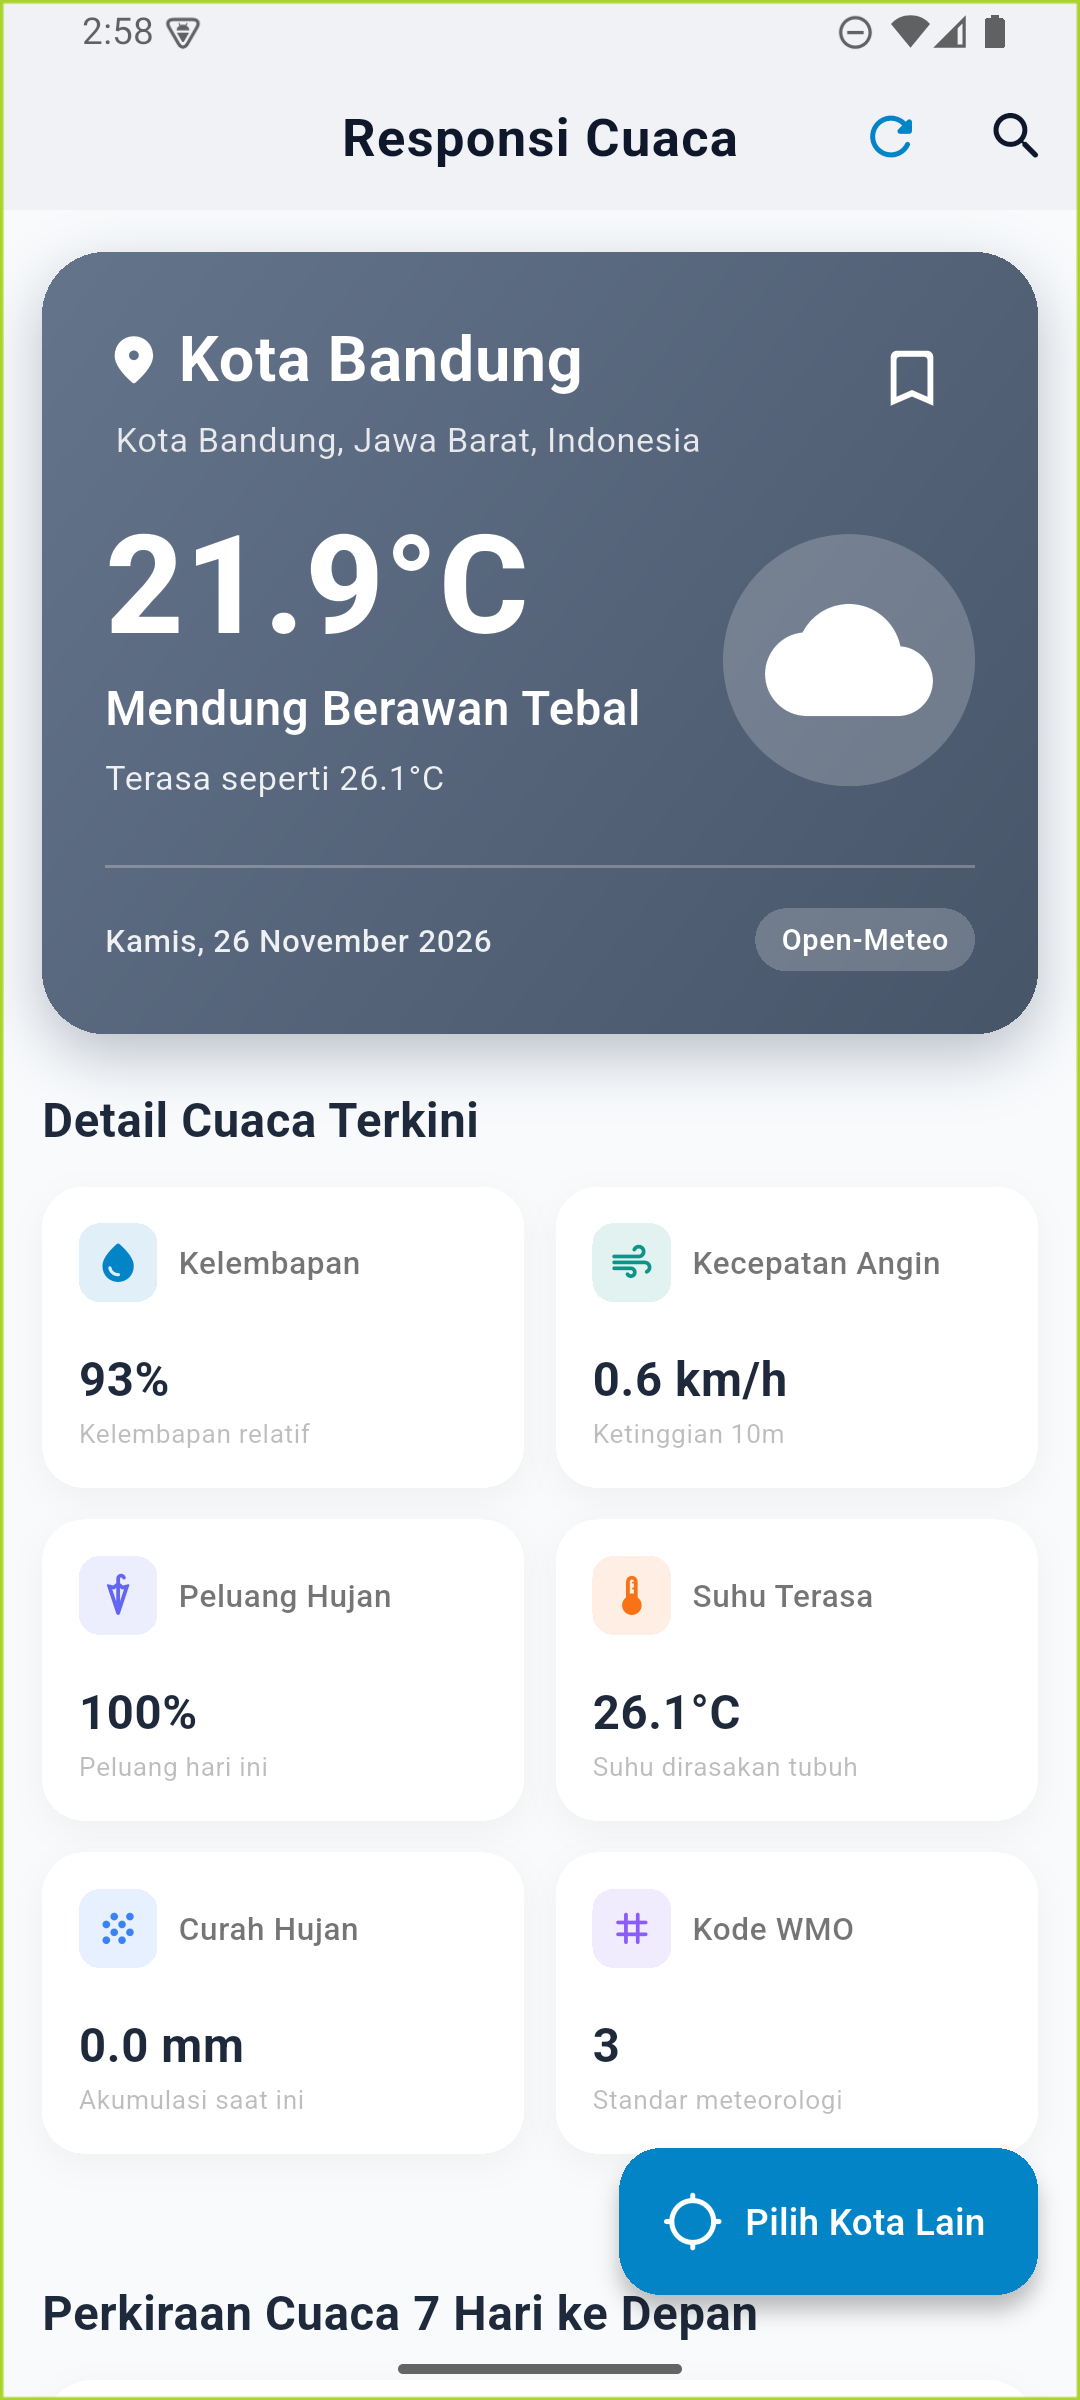 2:58
Responsi Cuaca
Kota Bandung
Kota Bandung, Jawa Barat, Indonesia
21.9°C
Mendung Berawan Tebal
Terasa seperti 26.1°C
Kamis, 26 November 2026
Open-Meteo
Detail Cuaca Terkini
Kelembapan
93%
Kelembapan relatif
Kecepatan Angin
0.6 km/h
Ketinggian 10m
Peluang Hujan
100%
Peluang hari ini
Suhu Terasa
26.1°C
Suhu dirasakan tubuh
Curah Hujan
0.0 mm
Akumulasi saat ini
Kode WMO
3
Standar meteorologi
Pilih Kota Lain
Perkiraan Cuaca 7 Hari ke Depan